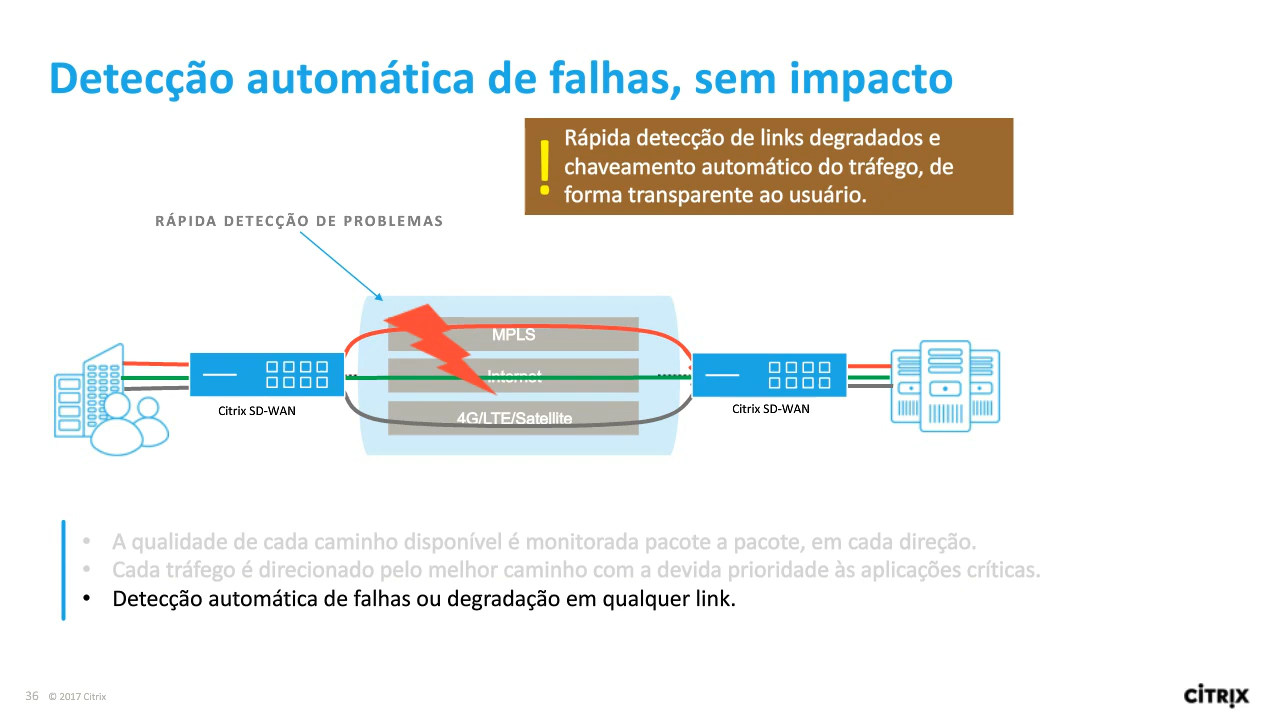 Detecção automática de falhas, sem impacto
! Rápida detecção de links degradados e
chaveamento automático do tráfego, de
forma transparente ao usuário.
RÁPIDA DETECÇÃO DE PROBLEMAS
MPLS
Internet
4G/LTE/Satellite
Citrix SD-WAN
Citrix SD-WAN
• A qualidade de cada caminho disponível é monitorada pacote a pacote, em cada direção.
• Cada tráfego é direcionado pelo melhor caminho com a devida prioridade às aplicações críticas.
• Detecção automática de falhas ou degradação em qualquer link.
36 © 2017 Citrix
CİTRIX